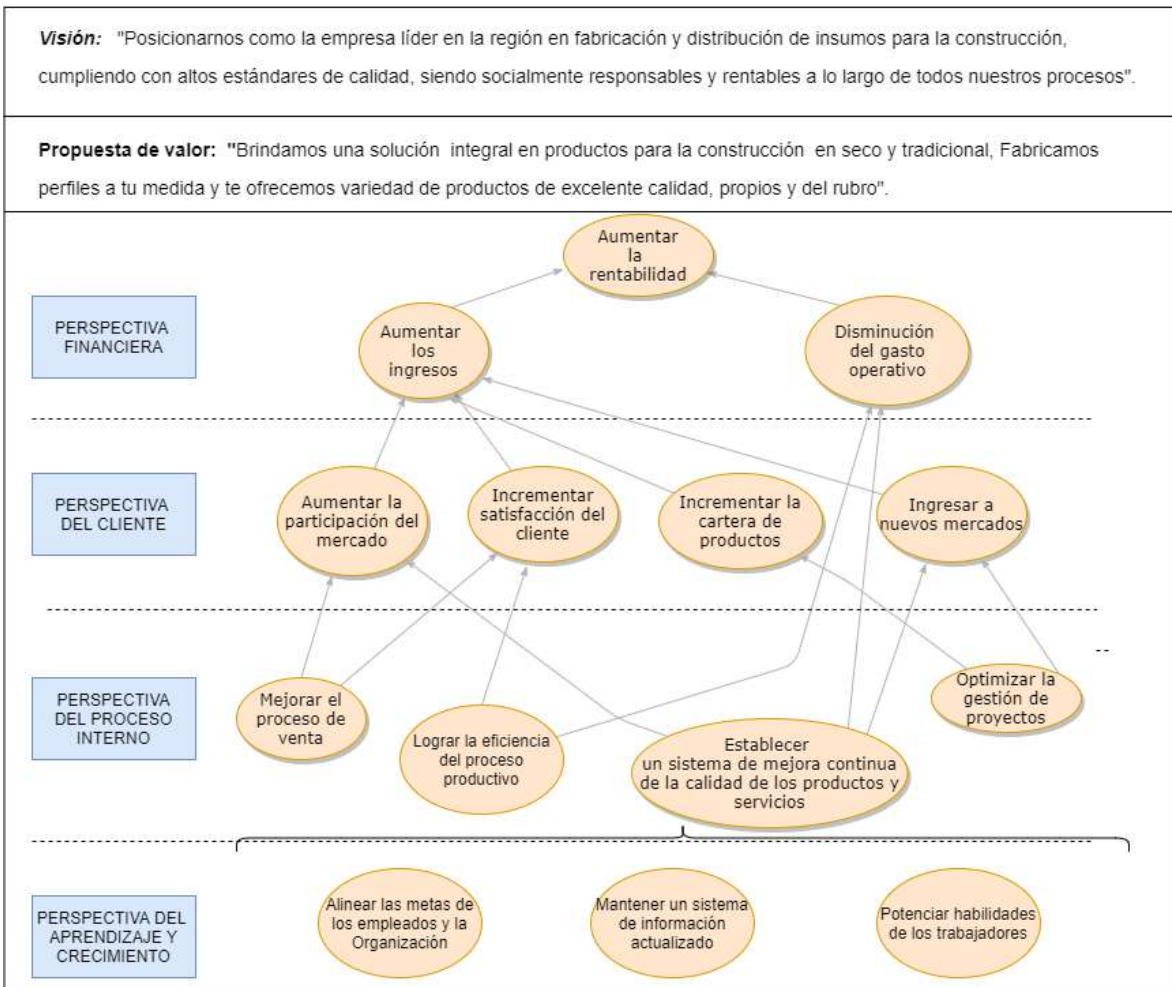 Visión: "Posicionarnos como la empresa líder en la región en fabricación y distribución de insumos para la construcción,
cumpliendo con altos estándares de calidad, siendo socialmente responsables y rentables a lo largo de todos nuestros procesos".
Propuesta de valor: "Brindamos una solución integral en productos para la construcción en seco y tradicional, Fabricamos
perfiles a tu medida y te ofrecemos variedad de productos de excelente calidad, propios y del rubro".
Aumentar
la
rentabilidad
PERSPECTIVA
FINANCIERA
Aumentar
los
ingresos
Disminución
del gasto
operativo
PERSPECTIVA
DEL CLIENTE
Aumentar la
participación del
mercado
Incrementar
satisfacción del
cliente
Incrementar la
cartera de
productos
Ingresar a
nuevos mercados
PERSPECTIVA
DEL PROCESO
INTERNO
Mejorar el
proceso de
venta
Lograr la eficiencia
del proceso
productivo
Establecer
un sistema de mejora continua
de la calidad de los productos y
servicios
Optimizar la
gestión de
proyectos
PERSPECTIVA DEL
APRENDIZAJE Y
CRECIMIENTO
Alinear las metas de
los empleados y la
Organización
Mantener un sistema
de información
actualizado
Potenciar habilidades
de los trabajadores